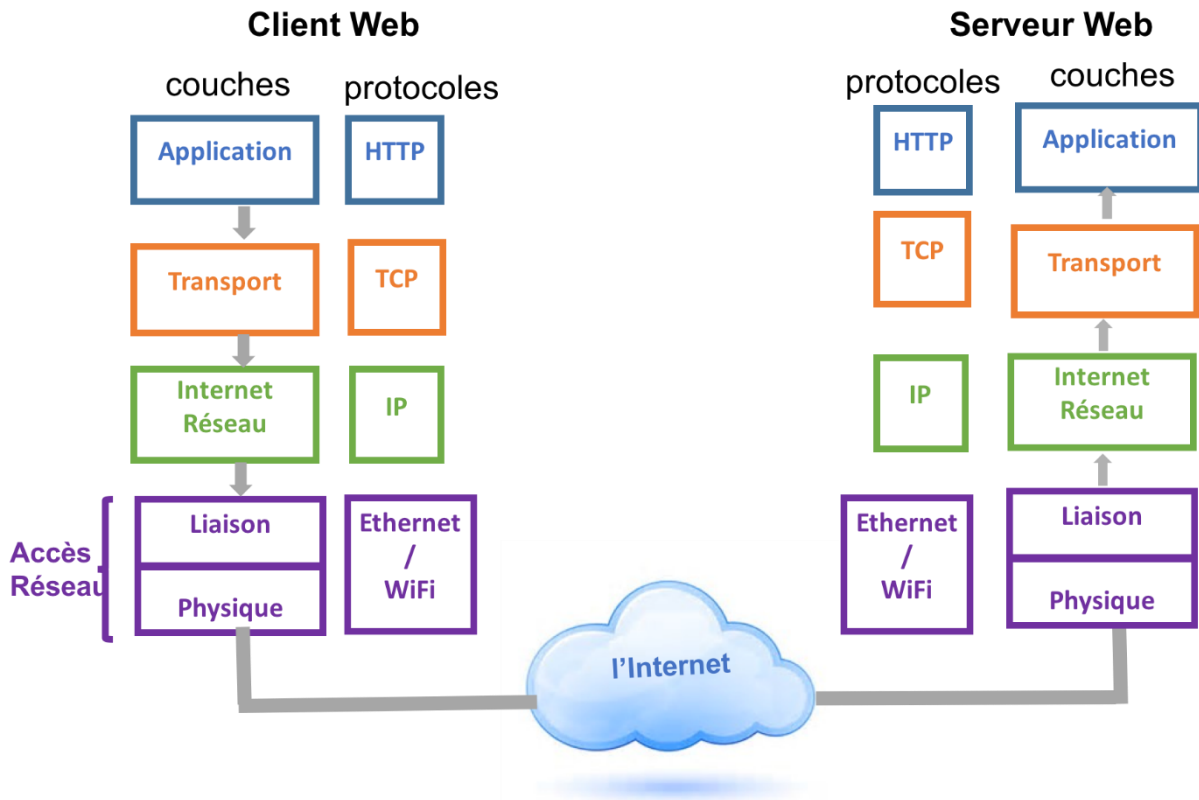 Client Web
couches
protocoles
Application
HTTP
Transport
TCP
Internet
Réseau
IP
Accès
Réseau
Liaison
Physique
Ethernet
/
WiFi
l'Internet
Serveur Web
protocoles
couches
HTTP
Application
TCP
Transport
IP
Internet
Réseau
Ethernet
/
WiFi
Liaison
Physique